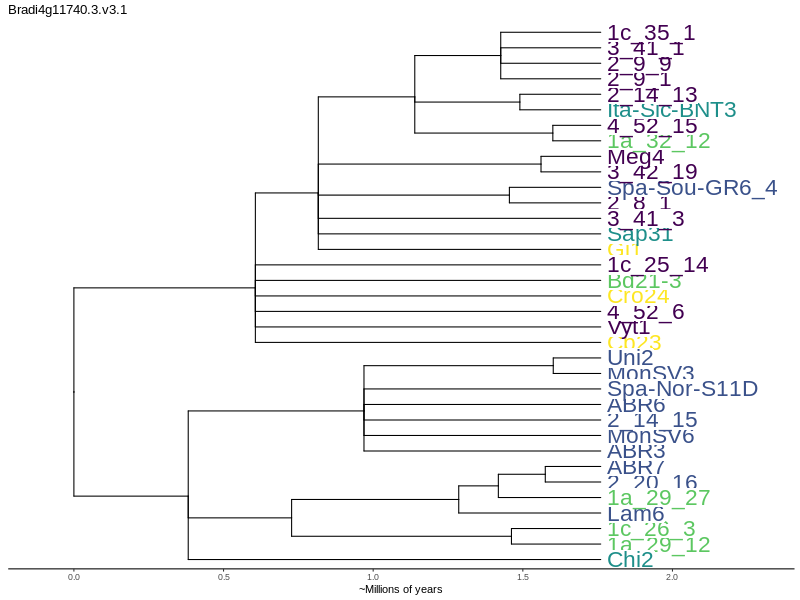 Bradi4g11740.3.v3.1
1c_35_1
3_41_1
2_9_9
2_9_1
2_14_13
Ita-Sic-BNT3
4_52_15
1a_32_12
Meg4
3_42_19
Spa-Sou-GR6_4
2_8_1
3_41_3
Sap31
1c_25_14
Bd21-3
Cro24
4_52_6
Vyt1
Co23
Uni2
MonSV3
Spa-Nor-S11D
ABR6
2_14_15
MonSV6
ABR3
ABR7
2_20_16
1a_29_27
Lam6
1c_26_3
1a_29_12
Chi2
0.0 0.5 1.0 1.5 2.0
~Millions of years